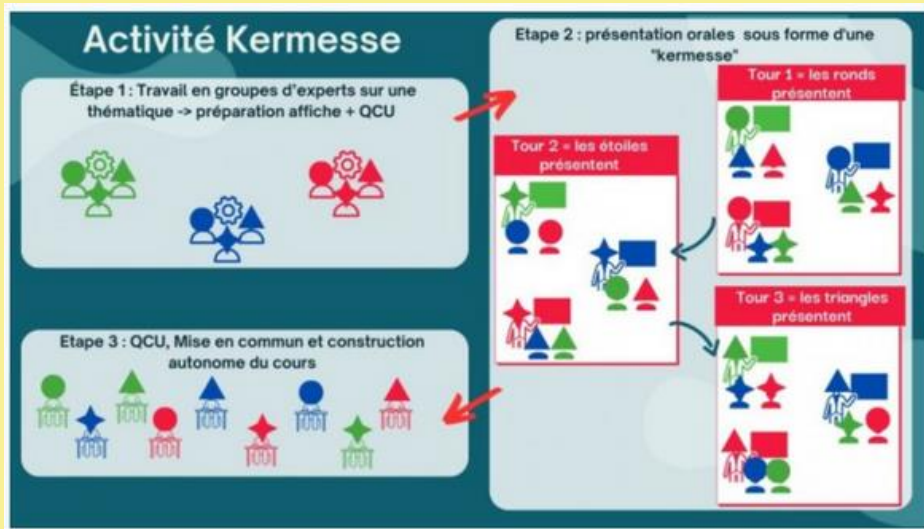 Activité Kermesse
Étape 1 : Travail en groupes d'experts sur une
thématique -> préparation affiche + QCU
Etape 2 : présentation orales sous forme d'une
"kermesse"
Tour 1 = les ronds
présentent
Tour 2 = les étoiles
présentent
Tour 3 = les triangles
présentent
Etape 3 : QCU, Mise en commun et construction
autonome du cours